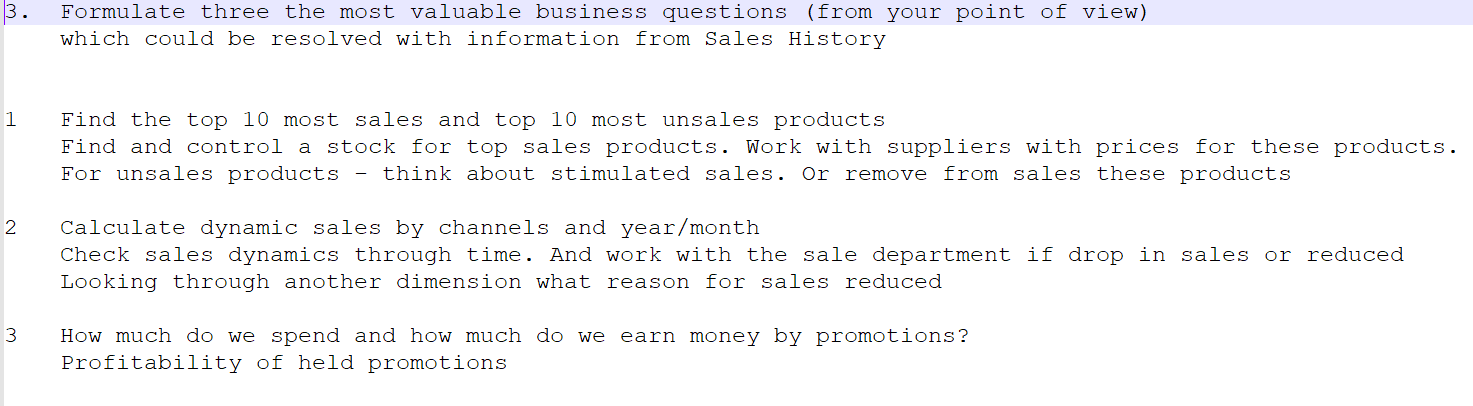 3. Formulate three the most valuable business questions (from your point of view)
which could be resolved with information from Sales History
1 Find the top 10 most sales and top 10 most unsales products
Find and control a stock for top sales products. Work with suppliers with prices for these products.
For unsales products - think about stimulated sales. Or remove from sales these products
2 Calculate dynamic sales by channels and year/month
Check sales dynamics through time. And work with the sale department if drop in sales or reduced
Looking through another dimension what reason for sales reduced
3 How much do we spend and how much do we earn money by promotions?
Profitability of held promotions